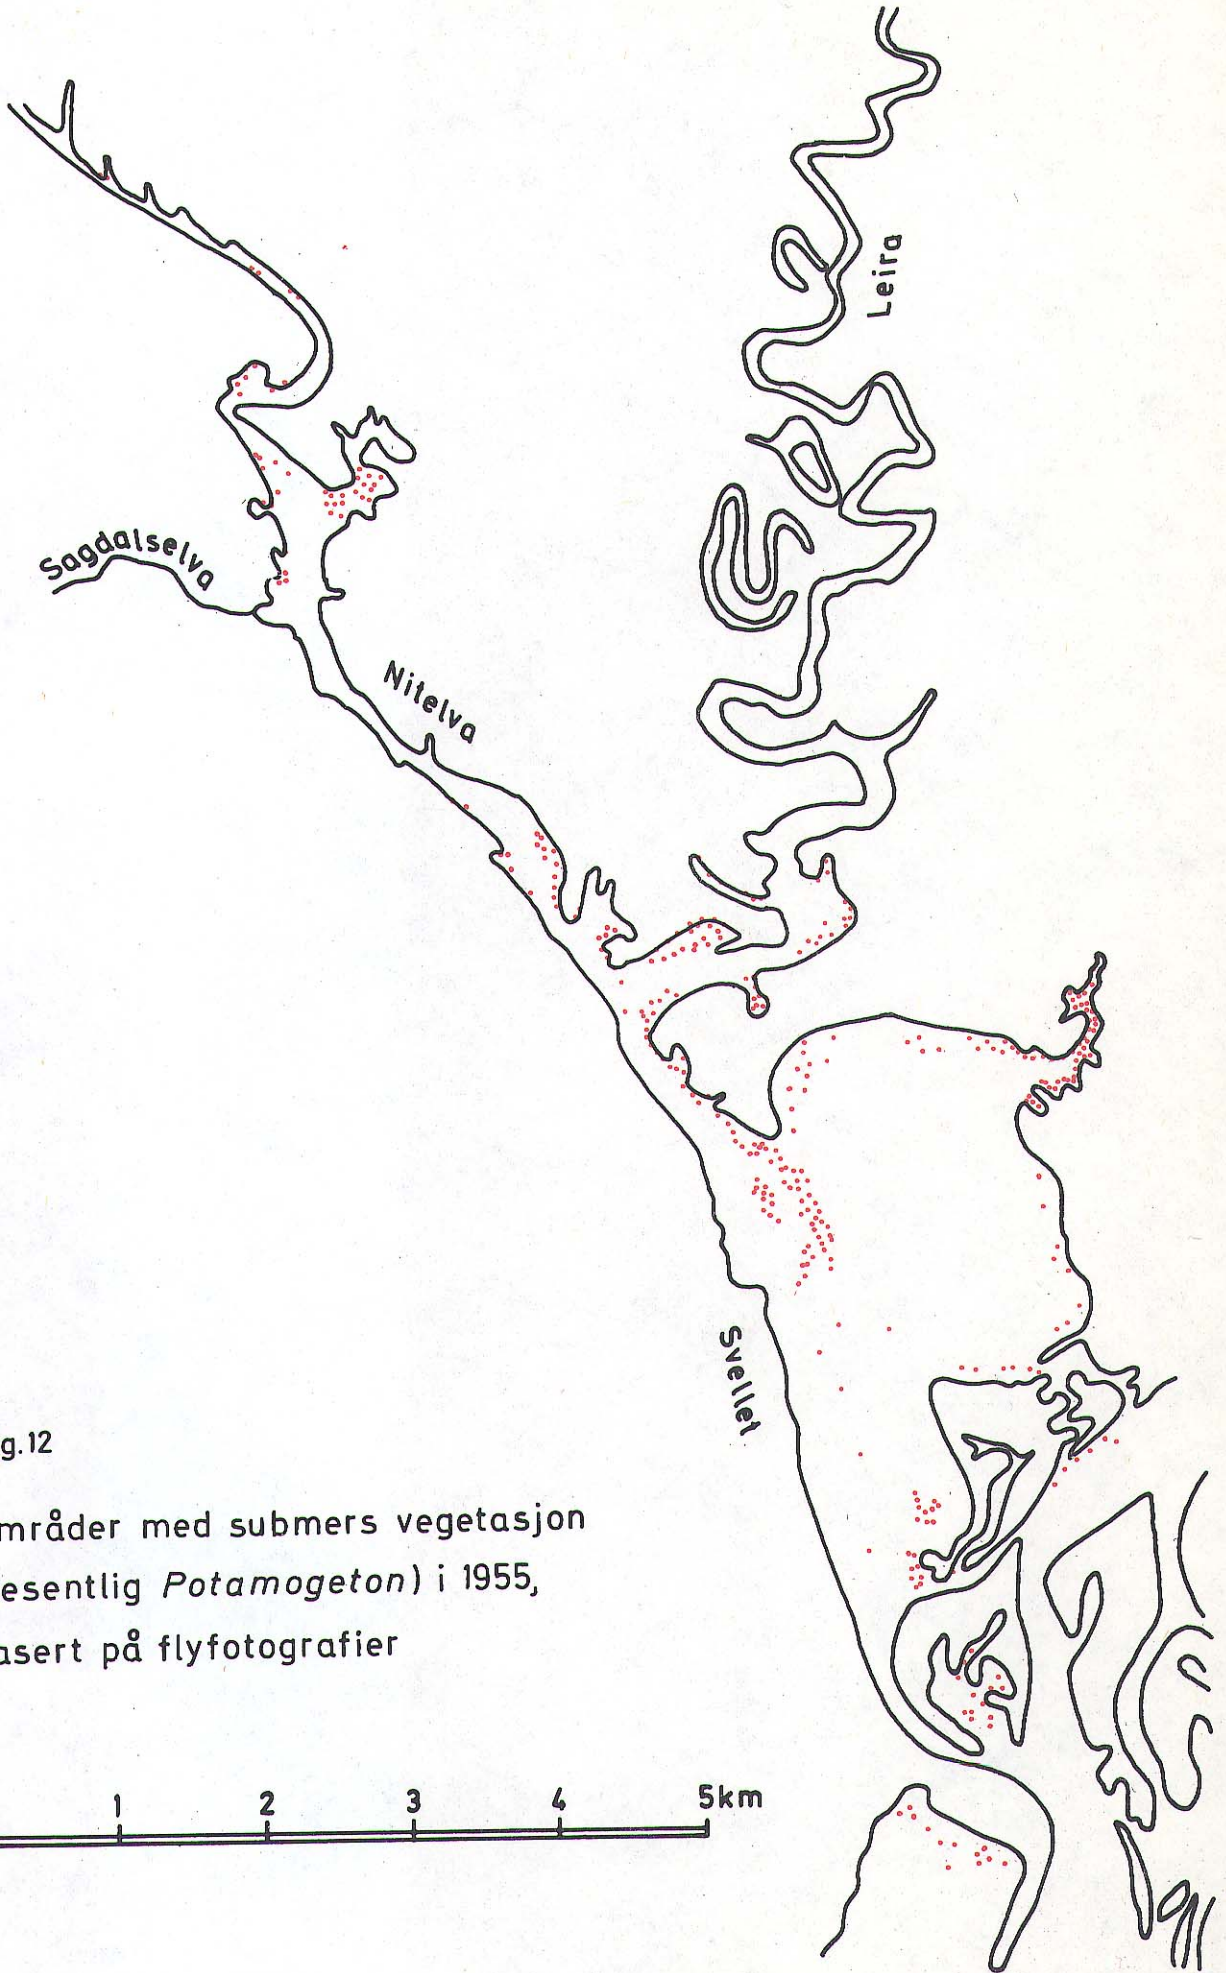 Leira
Sagdalselva
Nitelva
Svellet
g.12
mråder med submers vegetasjon
esentlig Potamogeton) i 1955,
asert på flyfotografier
1 2 3 4 5km